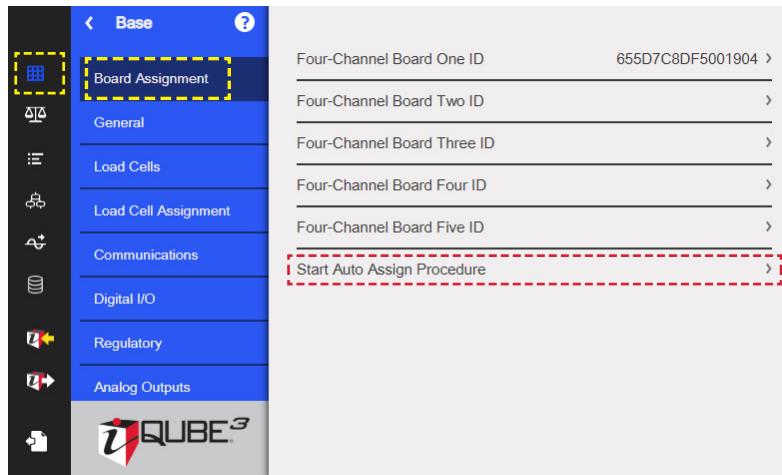 Base
?
Board Assignment
General
Load Cells
Load Cell Assignment
Communications
Digital I/O
Regulatory
Analog Outputs
iQUBE³
Four-Channel Board One ID 655D7C8DF5001904
Four-Channel Board Two ID
Four-Channel Board Three ID
Four-Channel Board Four ID
Four-Channel Board Five ID
Start Auto Assign Procedure